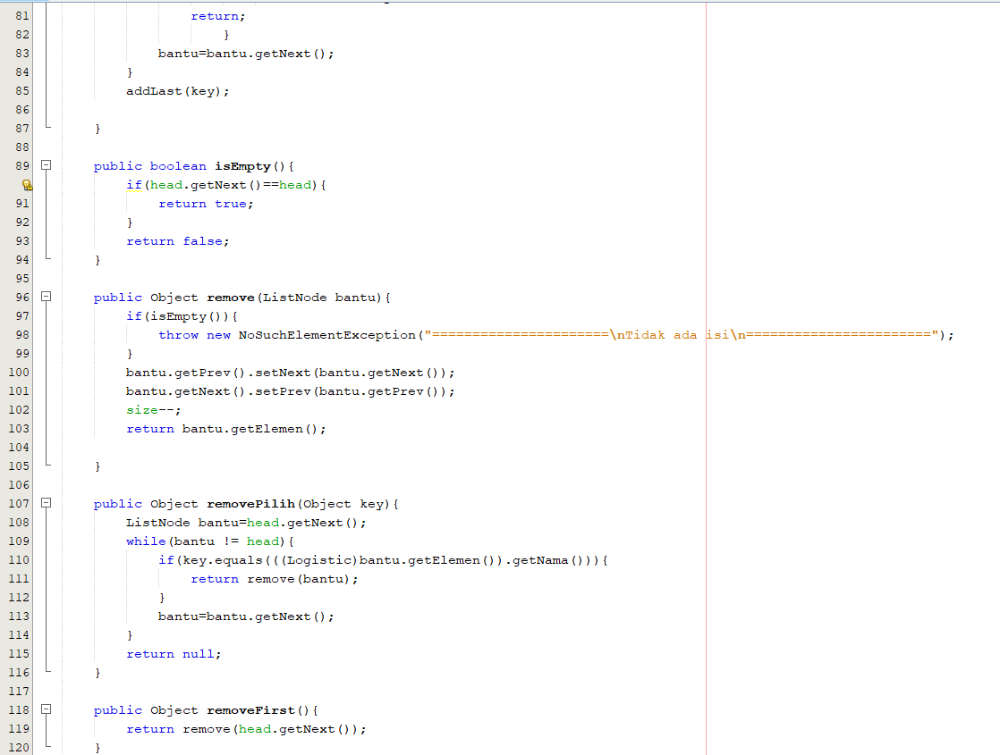 81 return;
82 }
83 bantu=bantu.getNext();
84 }
85 addLast(key);
86
87 }
88
89 public boolean isEmpty(){
if(head.getNext()==head){
91 return true;
92 }
93 return false;
94 }
95
96 public Object remove(ListNode bantu){
97 if(isEmpty()){
98 throw new NoSuchElementException("======================\nTidak ada isi\n=======================");
99 }
100 bantu.getPrev().setNext(bantu.getNext());
101 bantu.getNext().setPrev(bantu.getPrev());
102 size--;
103 return bantu.getElemen();
104
105 }
106
107 public Object removePilih(Object key){
108 ListNode bantu=head.getNext();
109 while(bantu != head){
110 if(key.equals(((Logistic)bantu.getElemen()).getNama())){
111 return remove(bantu);
112 }
113 bantu=bantu.getNext();
114 }
115 return null;
116 }
117
118 public Object removeFirst(){
119 return remove(head.getNext());
120 }